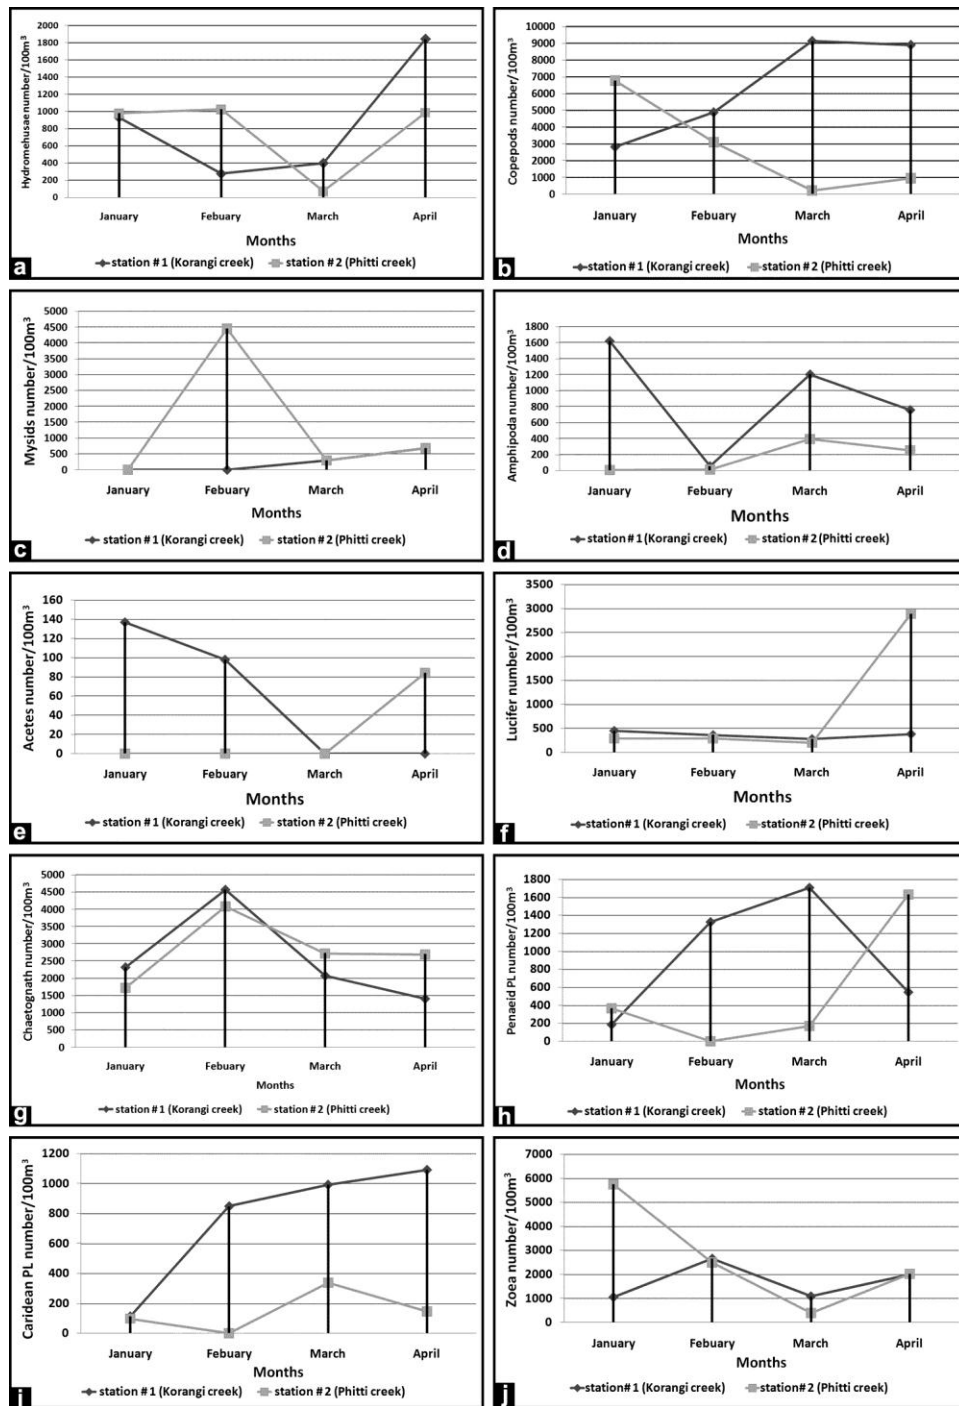 Hydromehusae number/100m³
2000
1800
1600
1400
1200
1000
800
600
400
200
0
January Febuary March April
Months
station #1 (Korangi creek) station #2 (Phitti creek)
a
Copepods number/100m³
10000
9000
8000
7000
6000
5000
4000
3000
2000
1000
0
January Febuary March April
Months
station #1 (Korangi creek) station #2 (Phitti creek)
b
Mysids number/100m³
5000
4500
4000
3500
3000
2500
2000
1500
1000
500
0
January Febuary March April
Months
station #1 (Korangi creek) station #2 (Phitti creek)
c
Amphipoda number/100m³
1800
1600
1400
1200
1000
800
600
400
200
0
January Febuary March April
Months
station #1 (Korangi creek) station #2 (Phitti creek)
d
Acetes number/100m³
160
140
120
100
80
60
40
20
0
January Febuary March April
Months
station #1 (Korangi creek) station #2 (Phitti creek)
e
Lucifer number/100m³
3500
3000
2500
2000
1500
1000
500
0
January Febuary March April
Months
station#1 (Korangi creek) station#2 (Phitti creek)
f
Chaetognath number/100m³
5000
4500
4000
3500
3000
2500
2000
1500
1000
500
0
January Febuary March April
Months
station #1 (Korangi creek) station #2 (Phitti creek)
g
Penaeid PL number/100m³
1800
1600
1400
1200
1000
800
600
400
200
0
January Febuary March April
Months
station #1 (Korangi creek) station #2 (Phitti creek)
h
Caridean PL number/100m³
1200
1000
800
600
400
200
0
January Febuary March April
Months
station #1 (Korangi creek) station #2 (Phitti creek)
i
Zoea number/100m³
7000
6000
5000
4000
3000
2000
1000
0
January Febuary March April
Months
station#1 (Korangi creek) station#2 (Phitti creek)
j